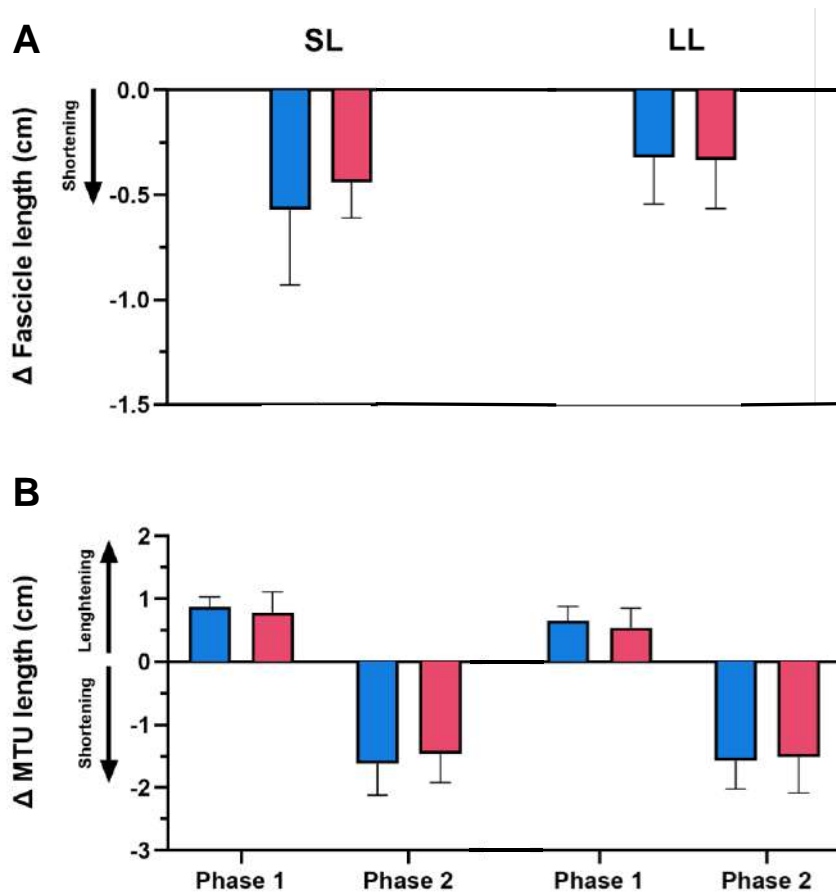 A
SL
LL
Δ Fascicle length (cm)
Shortening
0.0
-0.5
-1.0
-1.5
B
Δ MTU length (cm)
Lenghtening
Shortening
2
1
0
-1
-2
-3
Phase 1
Phase 2
Phase 1
Phase 2